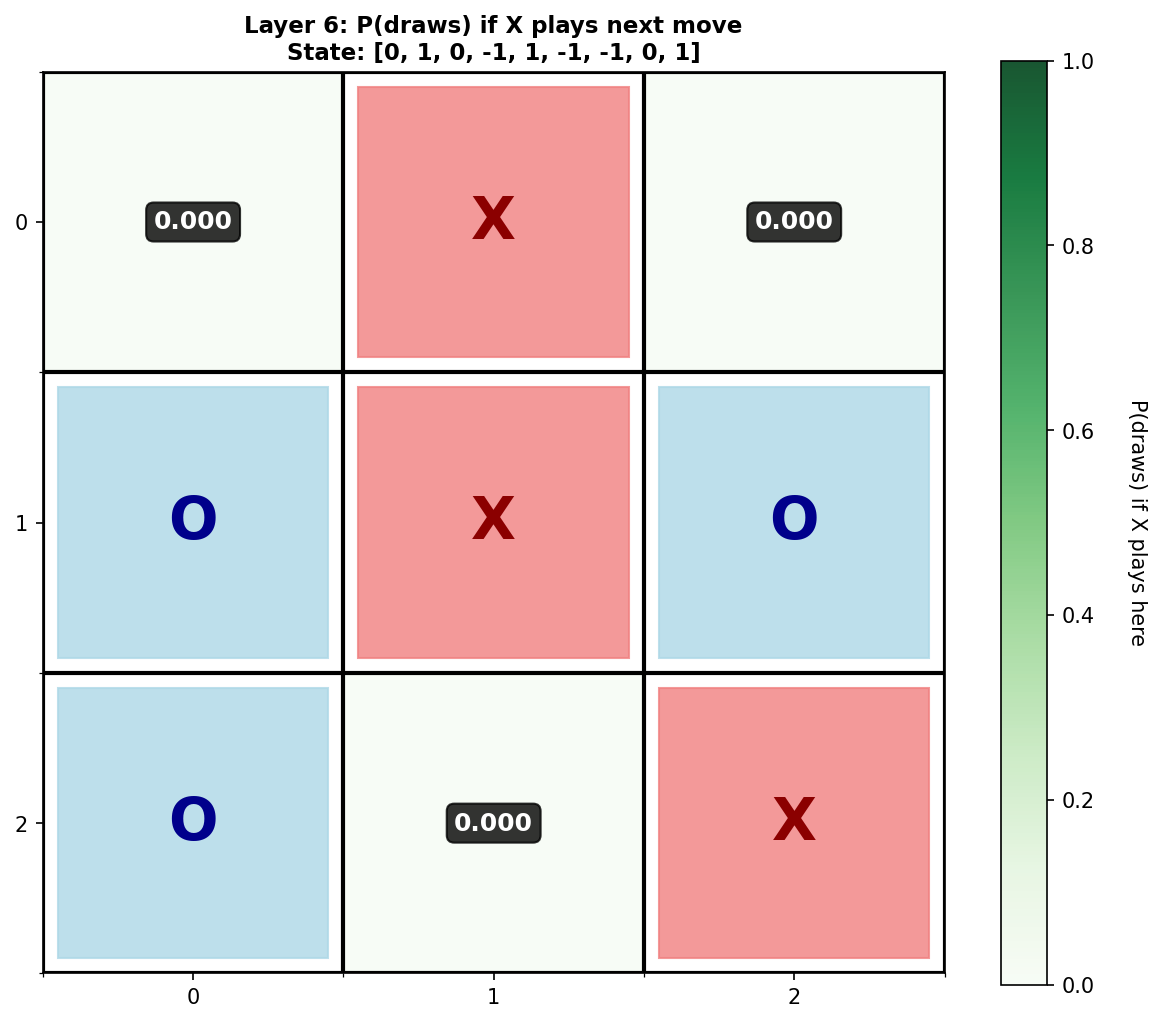 Layer 6: P(draws) if X plays next move
State: [0, 1, 0, -1, 1, -1, -1, 0, 1]
0
0.000
X
0.000
1
O
X
O
2
O
0.000
X
0
1
2
1.0
0.8
0.6
0.4
0.2
0.0
P(draws) if X plays here